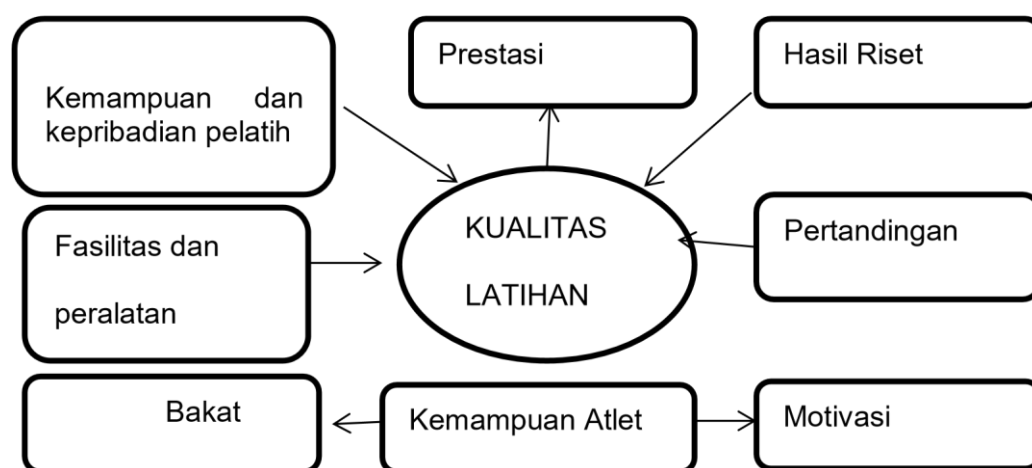 Kemampuan dan
kepribadian pelatih
Prestasi
Hasil Riset
Fasilitas dan
peralatan
KUALITAS
LATIHAN
Pertandingan
Bakat
Kemampuan Atlet
Motivasi